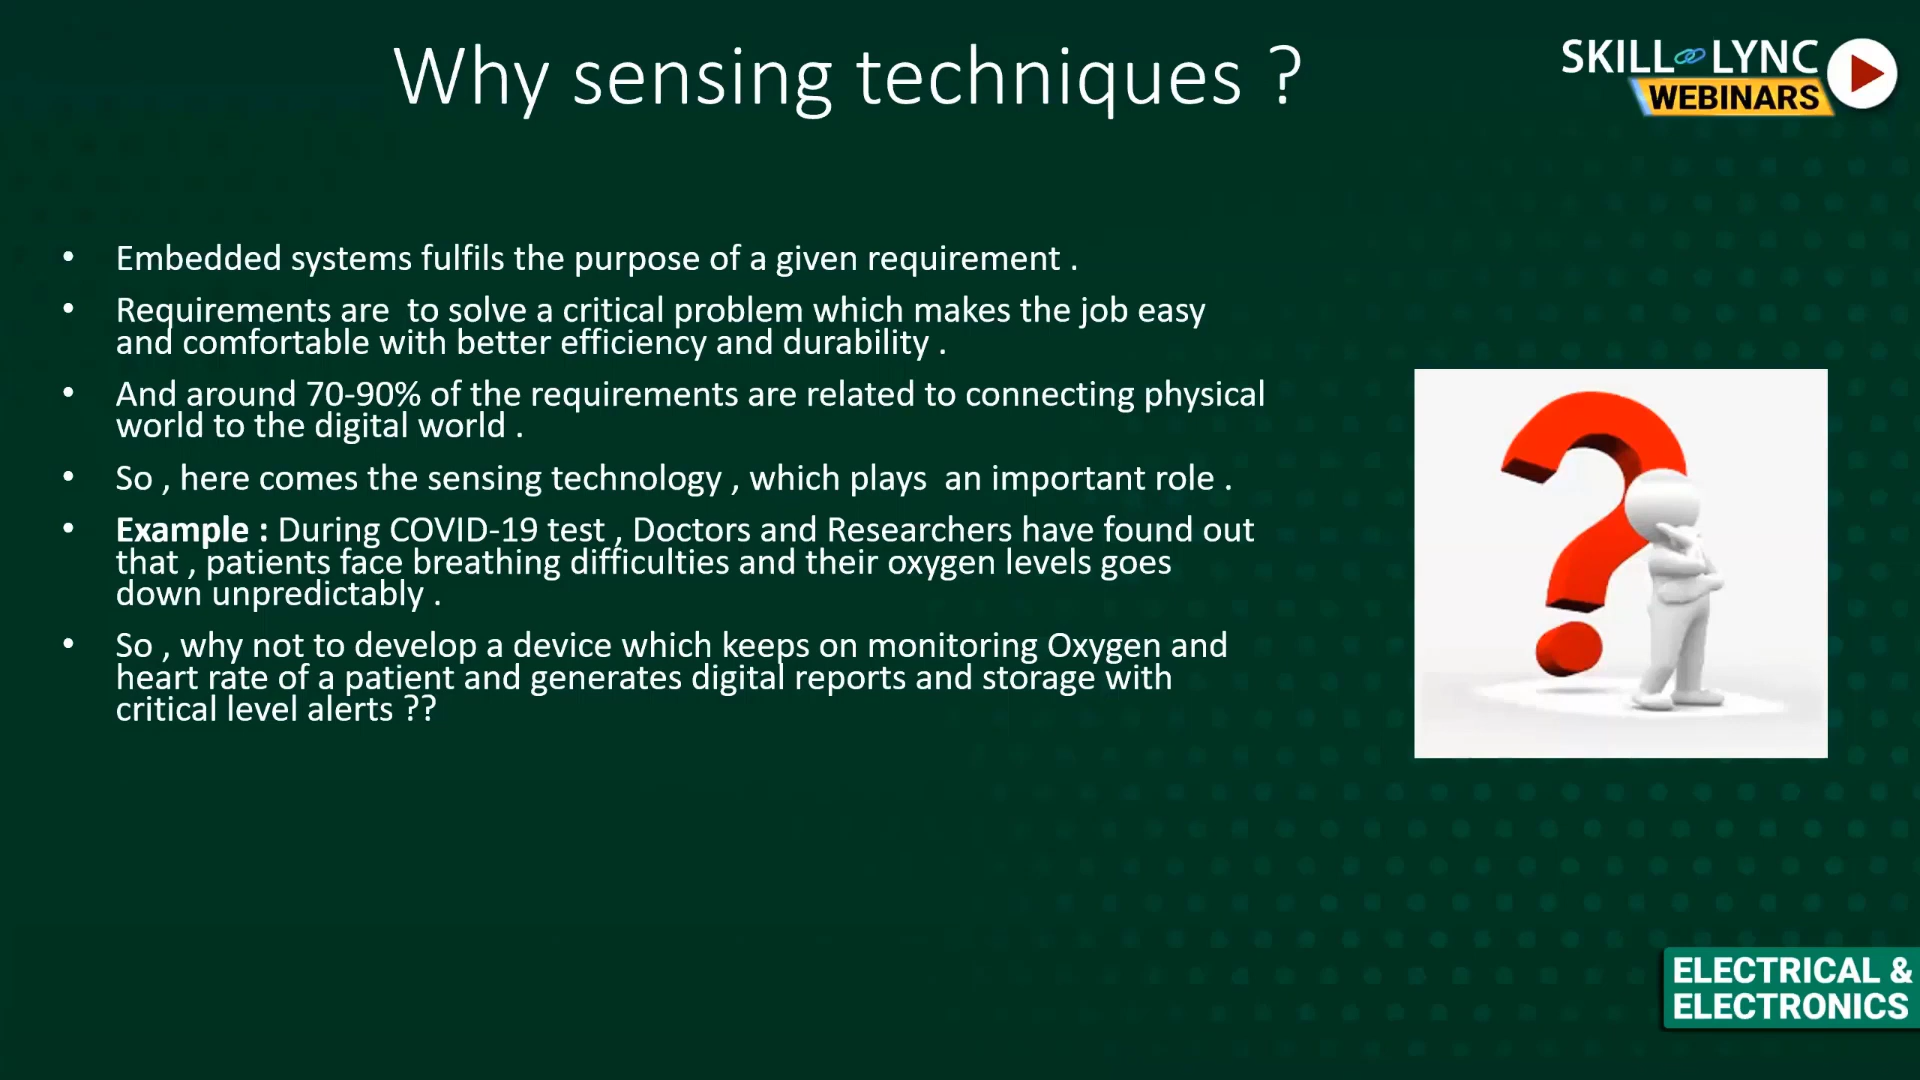 Why sensing techniques ?
SKILL LYNC
WEBINARS
• Embedded systems fulfils the purpose of a given requirement .
• Requirements are  to solve a critical problem which makes the job easy
and comfortable with better efficiency and durability .
• And around 70-90% of the requirements are related to connecting physical
world to the digital world .
• So , here comes the sensing technology , which plays  an important role .
• Example : During COVID-19 test , Doctors and Researchers have found out
that , patients face breathing difficulties and their oxygen levels goes
down unpredictably .
• So , why not to develop a device which keeps on monitoring Oxygen and
heart rate of a patient and generates digital reports and storage with
critical level alerts ??
ELECTRICAL &
ELECTRONICS